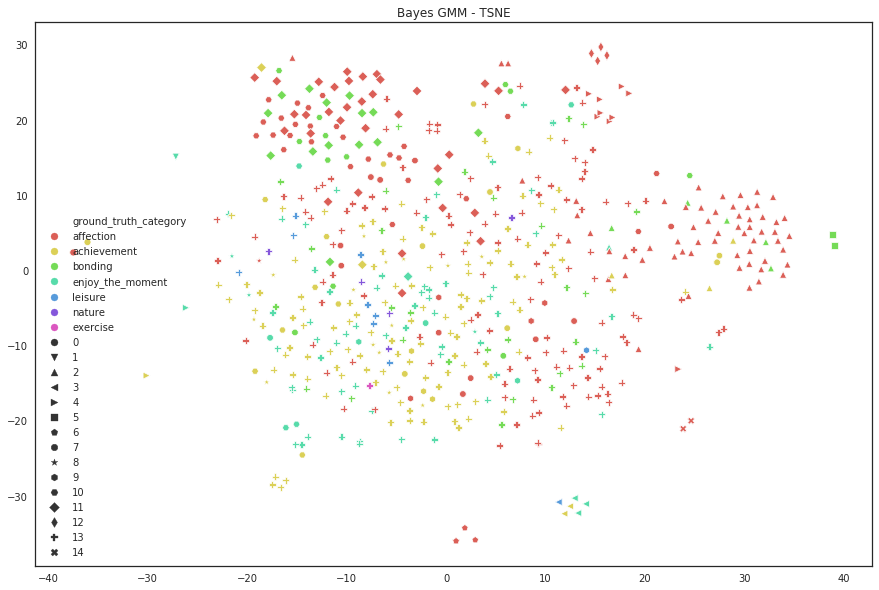 Bayes GMM - TSNE
30
20
10
0
−10
−20
−30
ground_truth_category
affection
achievement
bonding
enjoy_the_moment
leisure
nature
exercise
0
1
2
3
4
5
6
7
8
9
10
11
12
13
14
−40 −30 −20 −10 0 10 20 30 40